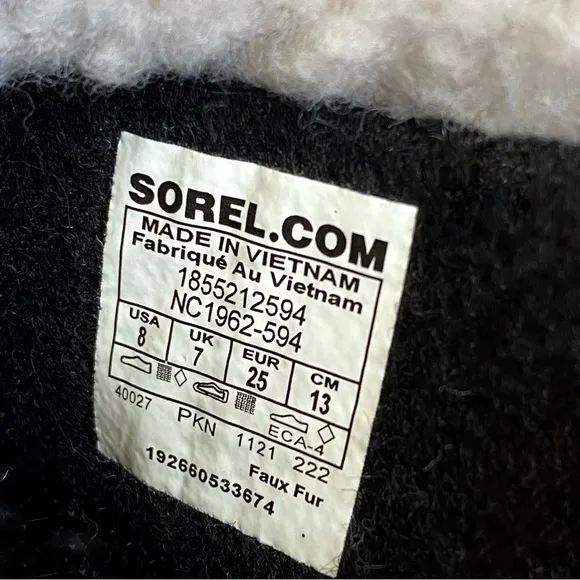 SOREL.COM
MADE IN VIETNAM
Fabriqué Au Vietnam
1855212594
NC1962-594
USA UK EUR CM
8 7 25 13
ECA-4
40027 PKN 1121 222
Faux Fur
192660533674